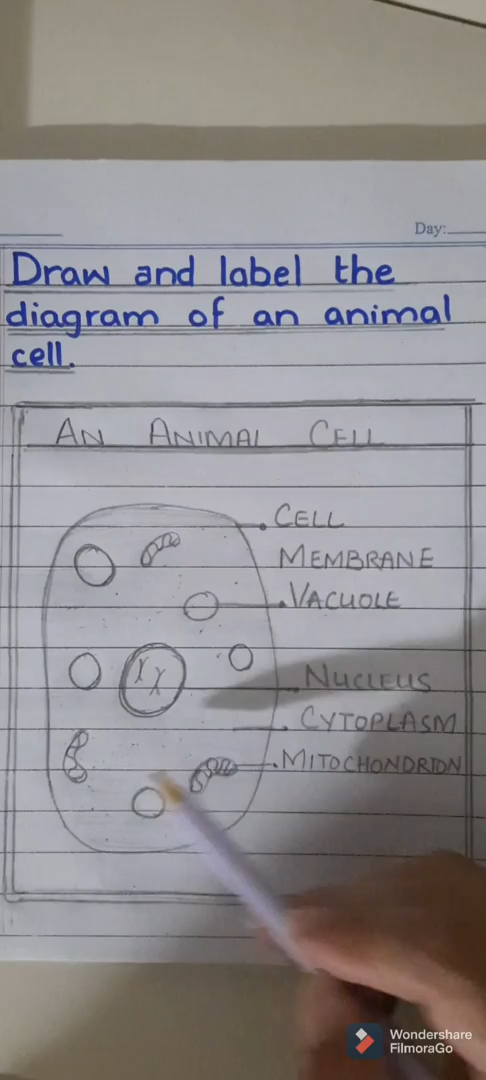 Day:
Draw and label the
diagram of an animal
cell.
AN ANIMAL CELL
CELL
MEMBRANE
VACUOLE
NUCLEUS
CYTOPLASM
MITOCHONDRION
Wondershare
FilmoraGo